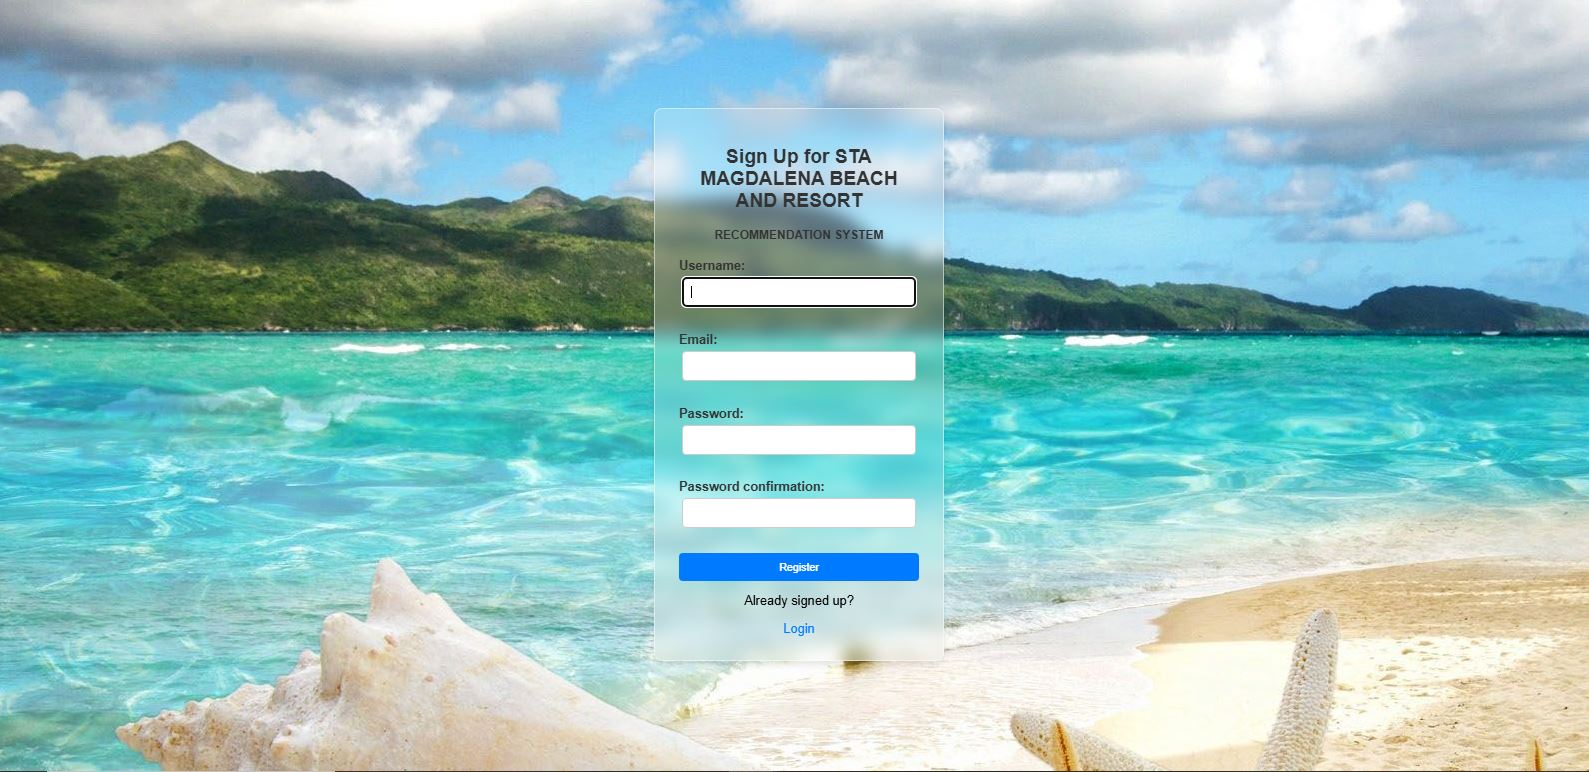 Sign Up for STA
MAGDALENA BEACH
AND RESORT
RECOMMENDATION SYSTEM
Username:
Email:
Password:
Password confirmation:
Register
Already signed up?
Login